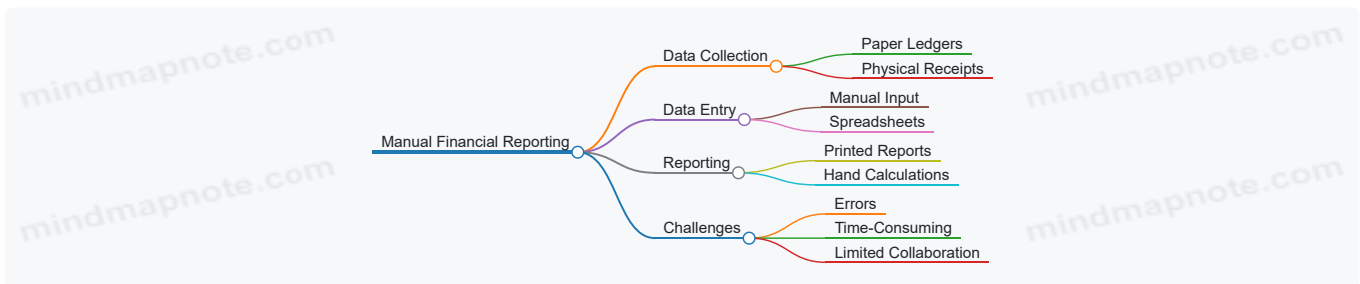 mindmapnote.com
mindmapnote.com
Manual Financial Reporting
Data Collection
Paper Ledgers
Physical Receipts
Data Entry
Manual Input
Spreadsheets
Reporting
Printed Reports
Hand Calculations
Challenges
Errors
Time-Consuming
Limited Collaboration
mindmapnote.com
mindmapnote.com